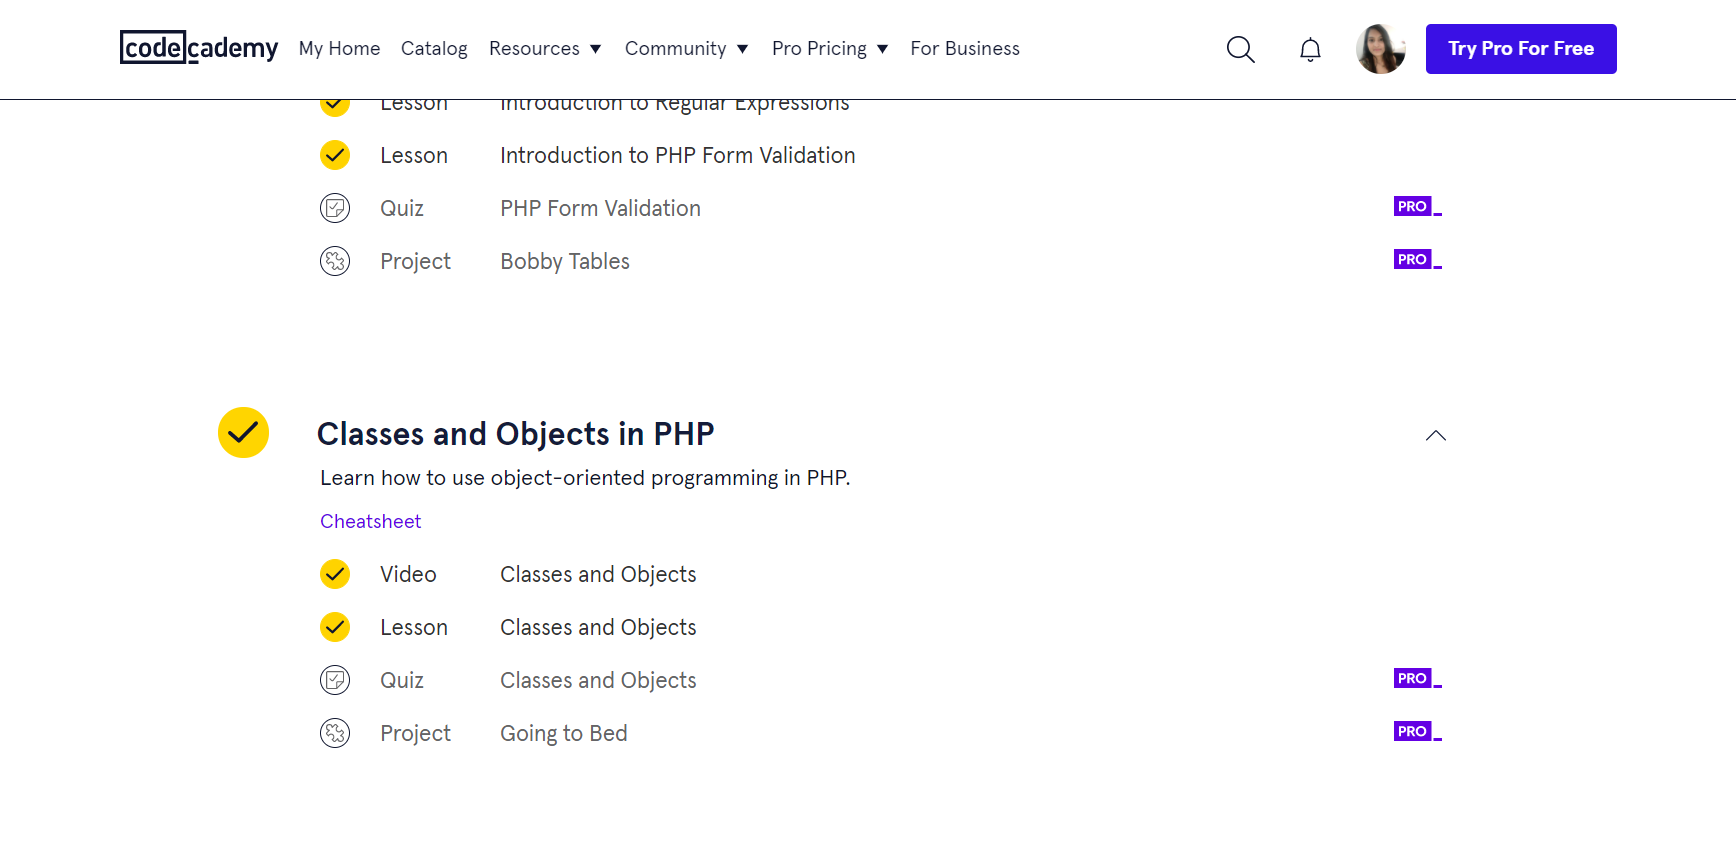 codecademy My Home Catalog Resources ▼ Community ▼ Pro Pricing ▼ For Business Try Pro For Free
Lesson Introduction to Regular Expressions
Lesson Introduction to PHP Form Validation
Quiz PHP Form Validation PRO
Project Bobby Tables PRO
Classes and Objects in PHP
Learn how to use object-oriented programming in PHP.
Cheatsheet
Video Classes and Objects
Lesson Classes and Objects
Quiz Classes and Objects PRO
Project Going to Bed PRO